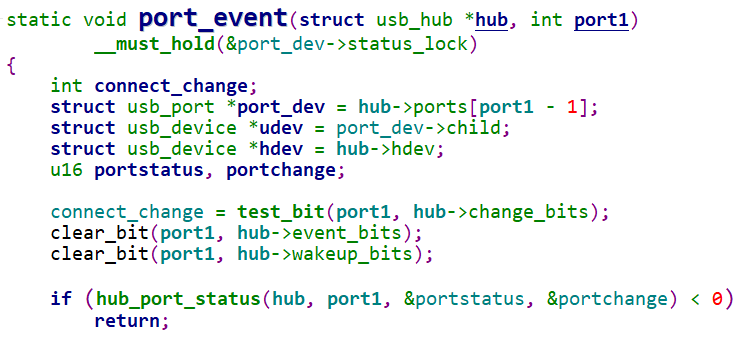 static void port_event(struct usb_hub *hub, int port1)
        __must_hold(&port_dev->status_lock)
{
    int connect_change;
    struct usb_port *port_dev = hub->ports[port1 - 1];
    struct usb_device *udev = port_dev->child;
    struct usb_device *hdev = hub->hdev;
    u16 portstatus, portchange;

    connect_change = test_bit(port1, hub->change_bits);
    clear_bit(port1, hub->event_bits);
    clear_bit(port1, hub->wakeup_bits);

    if (hub_port_status(hub, port1, &portstatus, &portchange) < 0)
        return;